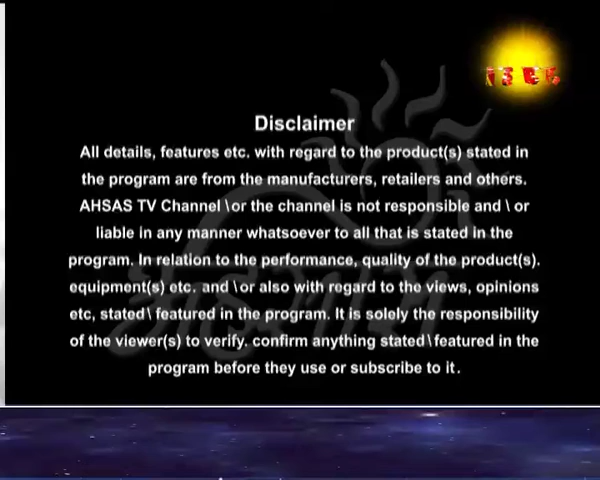 Disclaimer
All details, features etc. with regard to the product(s) stated in
the program are from the manufacturers, retailers and others.
AHSAS TV Channel \or the channel is not responsible and \ or
liable in any manner whatsoever to all that is stated in the
program. In relation to the performance, quality of the product(s).
equipment(s) etc. and \or also with regard to the views, opinions
etc, stated\ featured in the program. It is solely the responsibility
of the viewer(s) to verify. confirm anything stated\featured in the
program before they use or subscribe to it.